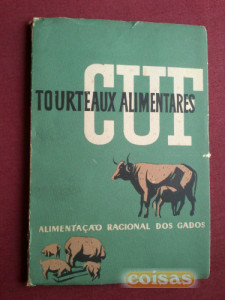 CUF
TOURTEAUX ALIMENTARES
ALIMENTAÇÃO RACIONAL DOS GADOS
coisas